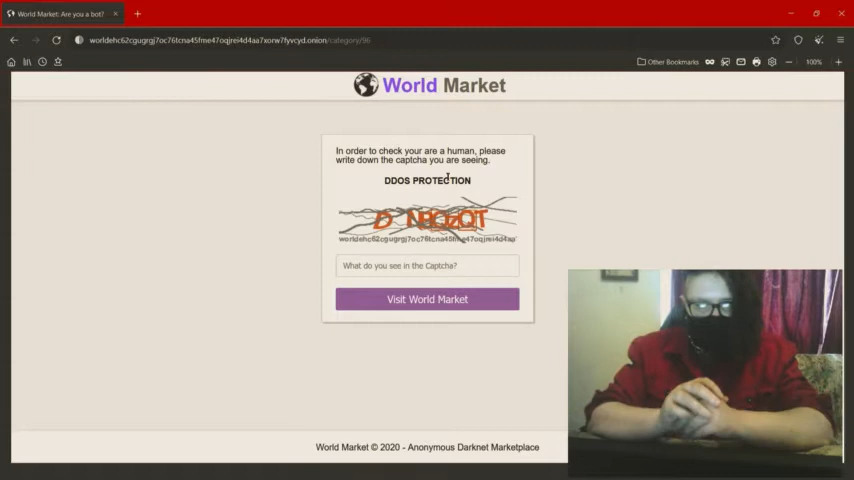 World Market: Are you a bot?
worldehc62cgugrgj7oc76tcna45fme47oqjrei4d4aa7xorw7fyvcyd.onion/category/96
Other Bookmarks
100%
World Market
In order to check your are a human, please
write down the captcha you are seeing.
DDOS PROTECTION
worldehc62cgugrgj7oc76tcna45fme47oqjrei4d4aa
What do you see in the Captcha?
Visit World Market
World Market © 2020 - Anonymous Darknet Marketplace